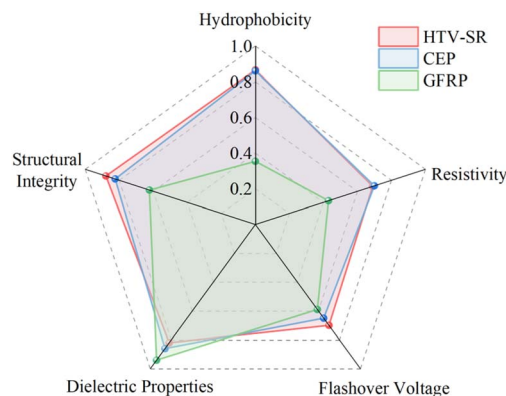 Hydrophobicity
HTV-SR
CEP
GFRP
1.0
0.8
0.6
0.4
0.2
Structural
Integrity
Resistivity
Dielectric Properties
Flashover Voltage